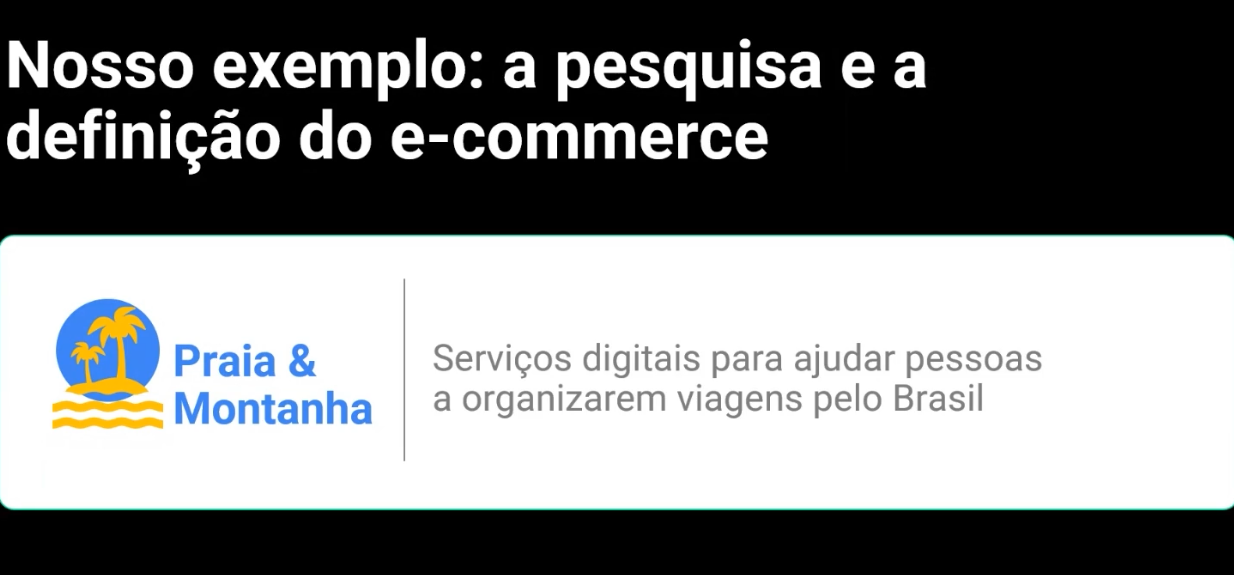 Nosso exemplo: a pesquisa e a
definição do e-commerce
Praia &
Montanha
Serviços digitais para ajudar pessoas
a organizarem viagens pelo Brasil